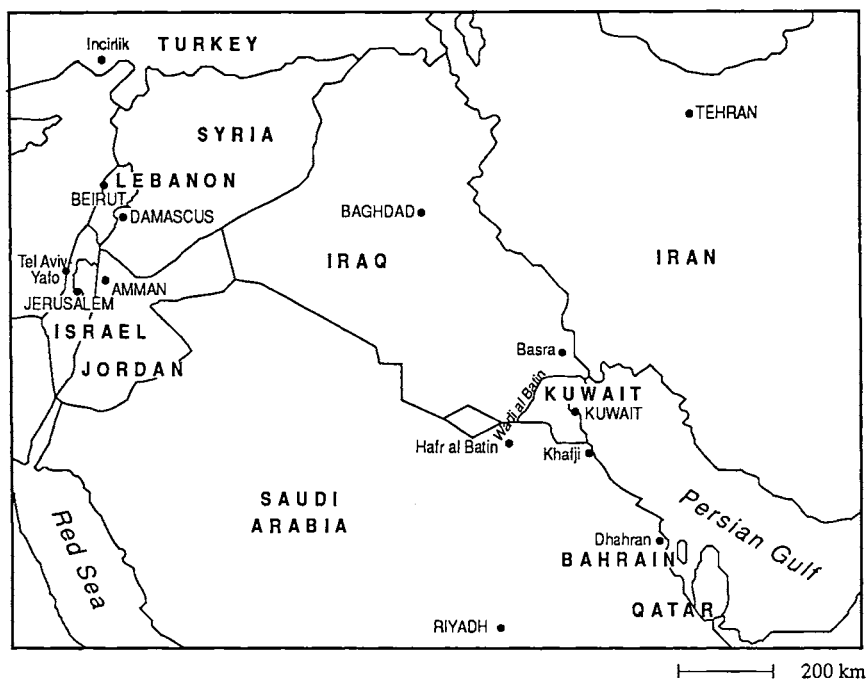 Incirlik
TURKEY
TEHRAN
SYRIA
LEBANON
BEIRUT
DAMASCUS
BAGHDAD
IRAQ
IRAN
Tel Aviv-
Yafo
AMMAN
JERUSALEM
ISRAEL
JORDAN
Basra
Wadi al Batin
KUWAIT
KUWAIT
Hafr al Batin
Khafji
SAUDI
ARABIA
Red Sea
Persian Gulf
Dhahran
BAHRAIN
QATAR
RIYADH
200 km